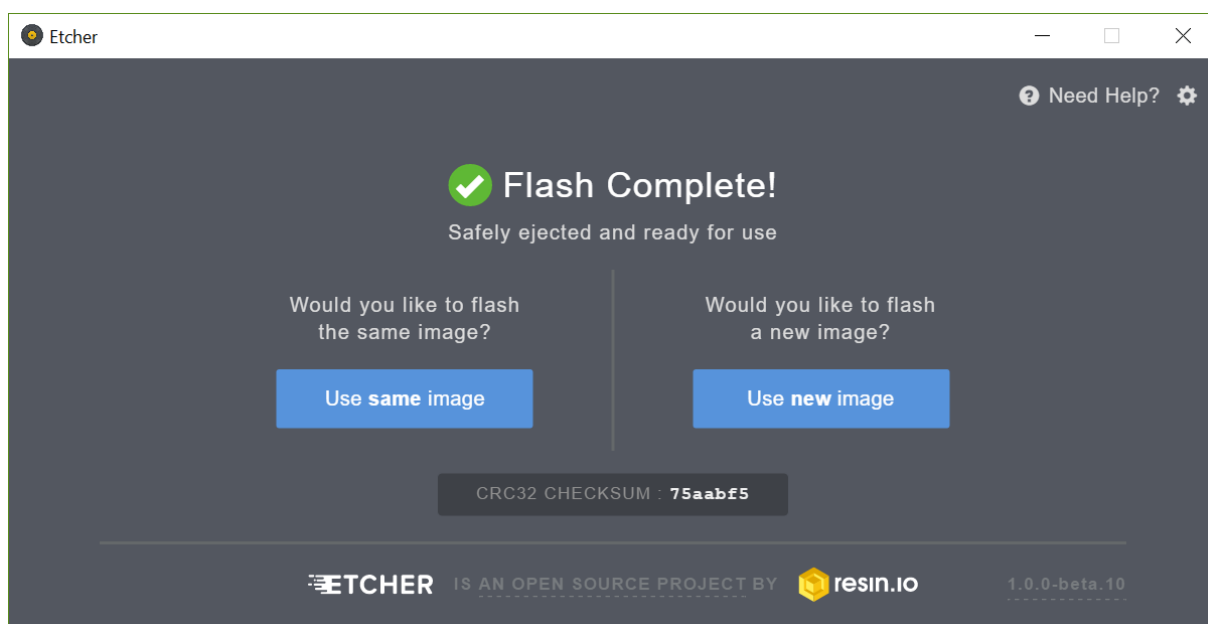 Etcher
Need Help?
Flash Complete!
Safely ejected and ready for use
Would you like to flash
the same image?
Use same image
Would you like to flash
a new image?
Use new image
CRC32 CHECKSUM : 75aabf5
ETCHER IS AN OPEN SOURCE PROJECT BY resin.io 1.0.0-beta.10